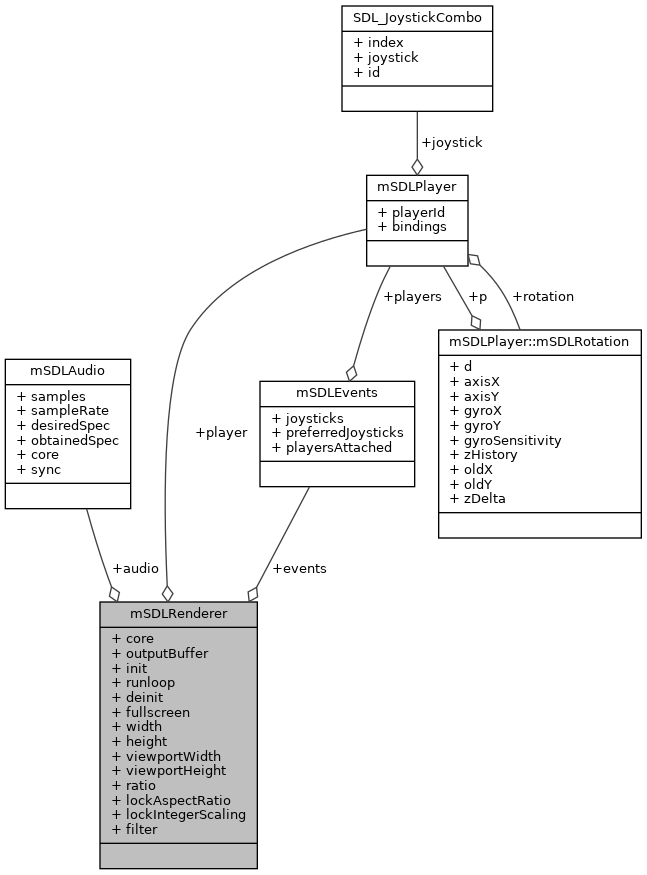 SDL_JoystickCombo
+ index
+ joystick
+ id
+joystick
mSDLPlayer
+ playerId
+ bindings
+players
+p
+rotation
mSDLPlayer::mSDLRotation
+ d
+ axisX
+ axisY
+ gyroX
+ gyroY
+ gyroSensitivity
+ zHistory
+ oldX
+ oldY
+ zDelta
mSDLAudio
+ samples
+ sampleRate
+ desiredSpec
+ obtainedSpec
+ core
+ sync
+player
mSDLEvents
+ joysticks
+ preferredJoysticks
+ playersAttached
+audio
+events
mSDLRenderer
+ core
+ outputBuffer
+ init
+ runloop
+ deinit
+ fullscreen
+ width
+ height
+ viewportWidth
+ viewportHeight
+ ratio
+ lockAspectRatio
+ lockIntegerScaling
+ filter